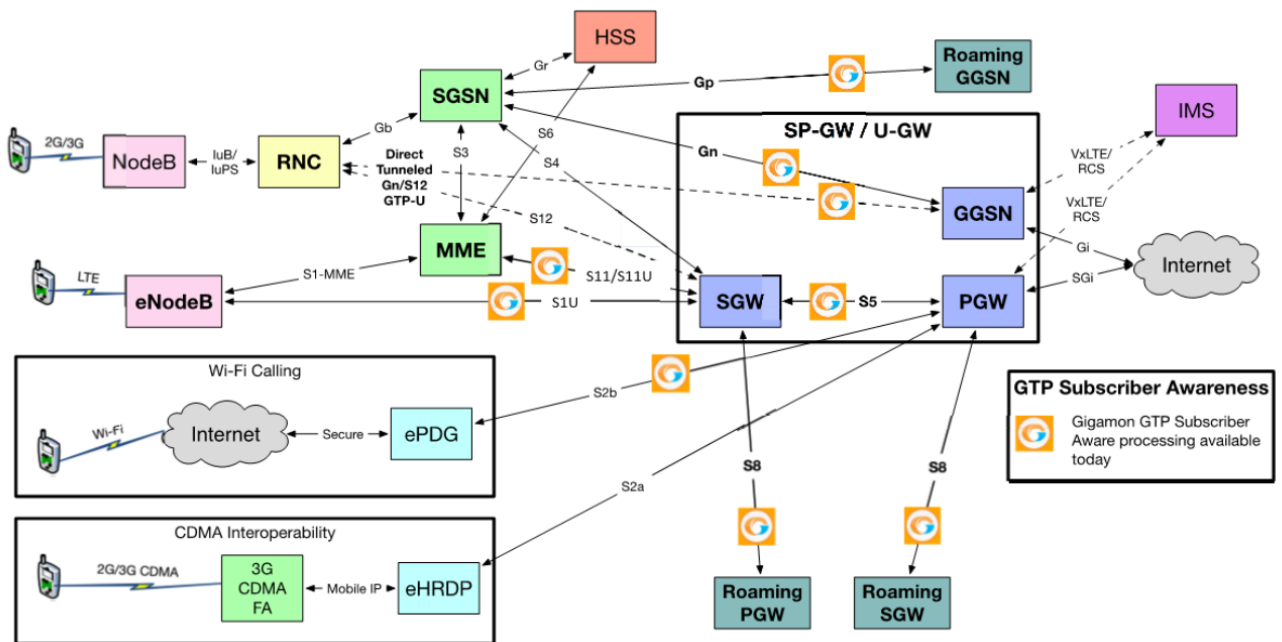 HSS
Roaming
GGSN
Gr
Gp
SGSN
SP-GW / U-GW
IMS
2G/3G
Gb
S6
NodeB
IuB/
IuPS
RNC
S3
S4
Gn
VxLTE/
RCS
Direct
Tunneled
Gn/S12
GTP-U
GGSN
VxLTE/
RCS
S12
MME
Gi
Internet
LTE
S1-MME
S11/S11U
SGi
eNodeB
S1U
SGW
S5
PGW
Wi-Fi Calling
GTP Subscriber Awareness
S2b
Gigamon GTP Subscriber
Aware processing available
today
Wi-Fi
Internet
Secure
ePDG
S8
S8
S2a
CDMA Interoperability
2G/3G CDMA
3G
CDMA
FA
Mobile IP
eHRDP
Roaming
PGW
Roaming
SGW